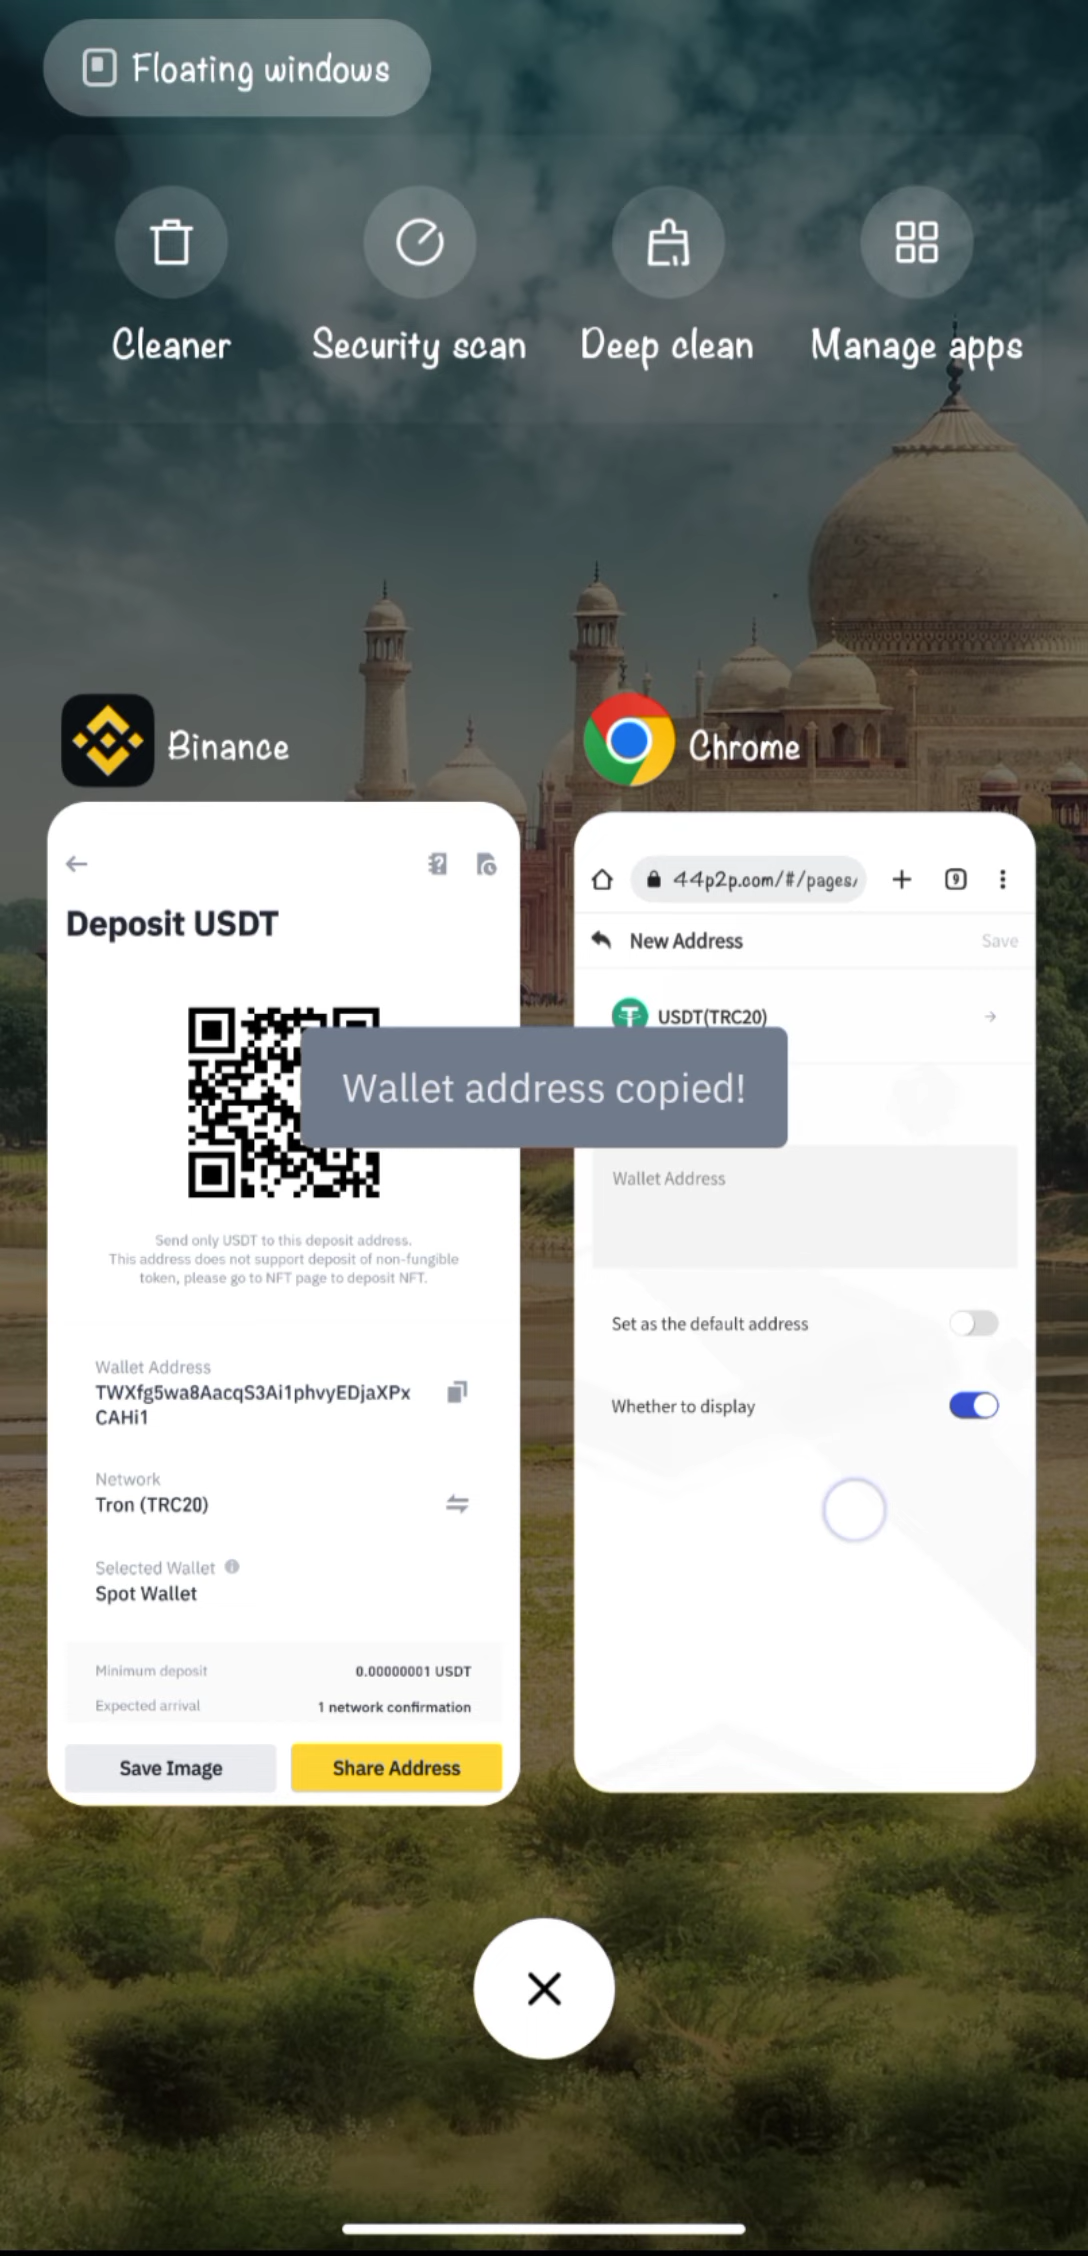 Floating windows
Cleaner
Security scan
Deep clean
Manage apps
Binance
Chrome
Deposit USDT
Wallet address copied!
Send only USDT to this deposit address.
This address does not support deposit of non-fungible
token, please go to NFT page to deposit NFT.
Wallet Address
TWXfg5wa8AacqS3Ai1phvyEDjaXPx
CAHi1
Network
Tron (TRC20)
Selected Wallet
Spot Wallet
Minimum deposit
0.00000001 USDT
Expected arrival
1 network confirmation
Save Image
Share Address
44p2p.com/#/pages/
9
New Address
Save
USDT(TRC20)
Wallet Address
Set as the default address
Whether to display